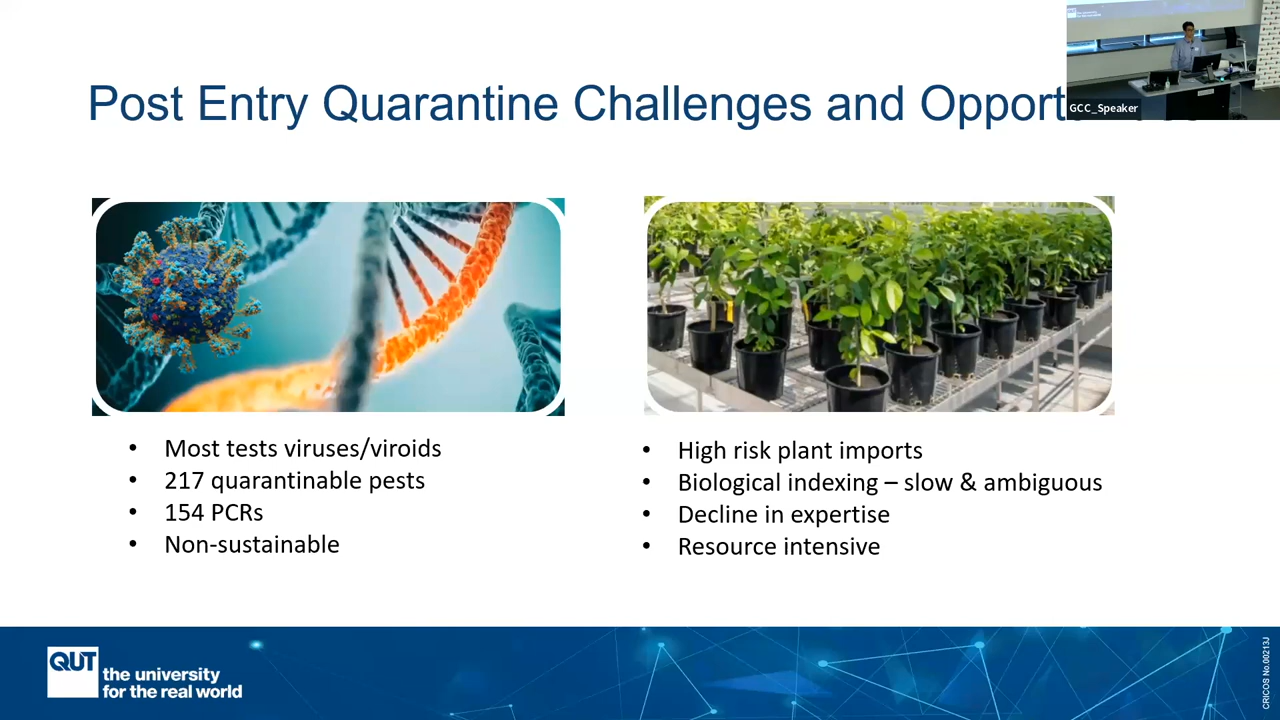 Post Entry Quarantine Challenges and Opport
GCC_Speaker
• Most tests viruses/viroids
• 217 quarantinable pests
• 154 PCRs
• Non-sustainable
• High risk plant imports
• Biological indexing – slow & ambiguous
• Decline in expertise
• Resource intensive
QUT
the university
for the real world
CRICOS No.00213J